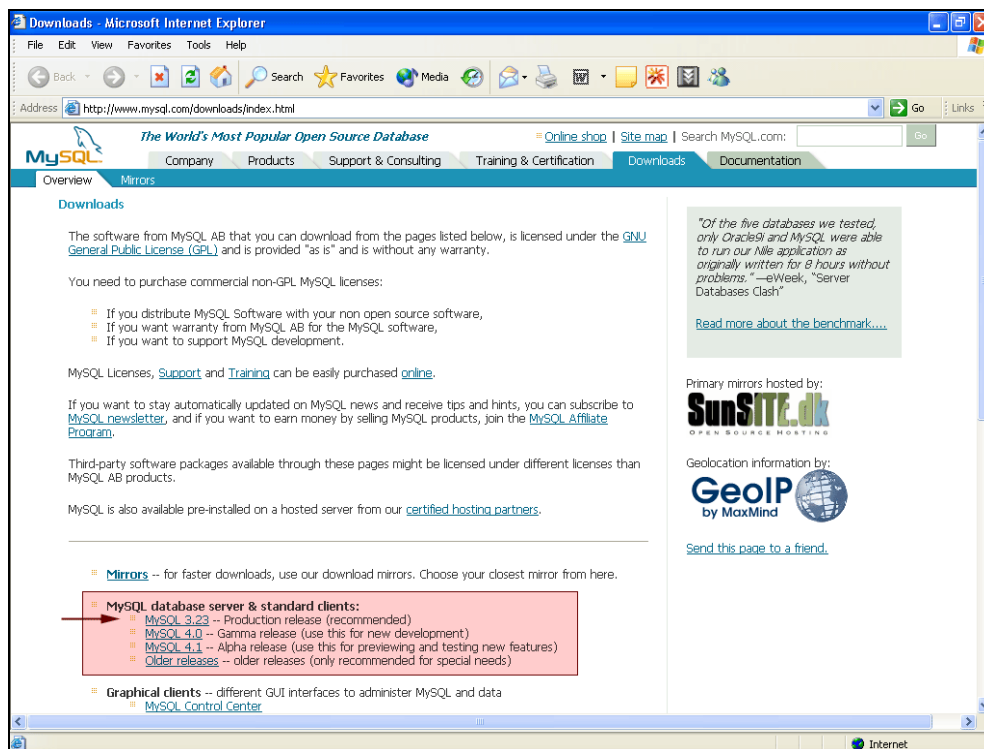 Downloads - Microsoft Internet Explorer
File Edit View Favorites Tools Help
Back Search Favorites Media
Address http://www.mysql.com/downloads/index.html Go Links
The World's Most Popular Open Source Database Online shop | Site map | Search MySQL.com: Go
MySQL
Company Products Support & Consulting Training & Certification Downloads Documentation
Overview Mirrors
Downloads
The software from MySQL AB that you can download from the pages listed below, is licensed under the GNU
General Public License (GPL) and is provided "as is" and is without any warranty.
You need to purchase commercial non-GPL MySQL licenses:
If you distribute MySQL Software with your non open source software,
If you want warranty from MySQL AB for the MySQL software,
If you want to support MySQL development.
MySQL Licenses, Support and Training can be easily purchased online.
If you want to stay automatically updated on MySQL news and receive tips and hints, you can subscribe to
MySQL newsletter, and if you want to earn money by selling MySQL products, join the MySQL Affiliate
Program.
Third-party software packages available through these pages might be licensed under different licenses than
MySQL AB products.
MySQL is also available pre-installed on a hosted server from our certified hosting partners.
Mirrors -- for faster downloads, use our download mirrors. Choose your closest mirror from here.
MySQL database server & standard clients:
MySQL 3.23 -- Production release (recommended)
MySQL 4.0 -- Gamma release (use this for new development)
MySQL 4.1 -- Alpha release (use this for previewing and testing new features)
Older releases -- older releases (only recommended for special needs)
Graphical clients -- different GUI interfaces to administer MySQL and data
MySQL Control Center
"Of the five databases we tested,
only Oracle9i and MySQL were able
to run our Nile application as
originally written for 8 hours without
problems." —eWeek, "Server
Databases Clash"
Read more about the benchmark....
Primary mirrors hosted by:
SunSITE.dk
OPEN SOURCE HOSTING
Geolocation information by:
GeoIP
by MaxMind
Send this page to a friend.
Internet